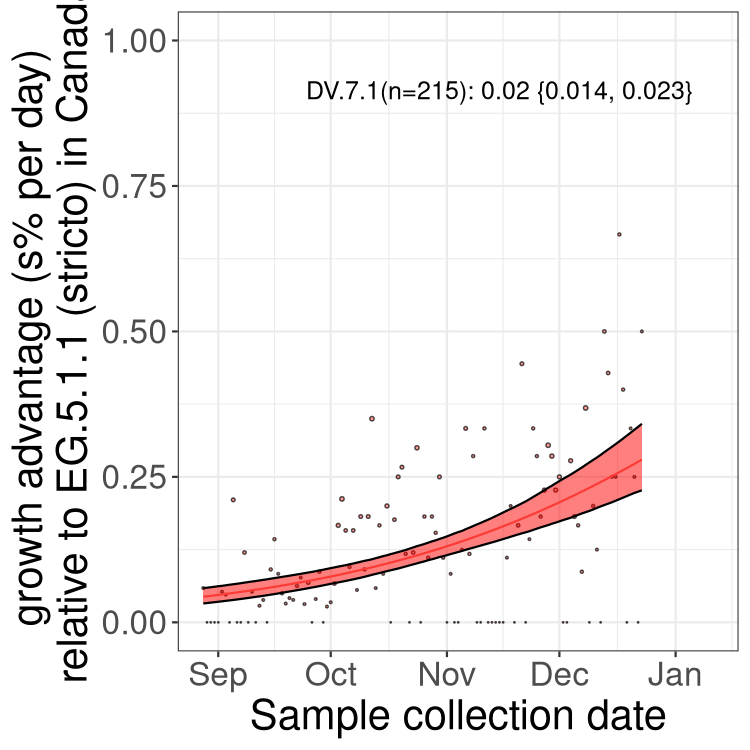 growth advantage (s% per day)
relative to EG.5.1.1 (stricto) in Canada
1.00
0.75
0.50
0.25
0.00
DV.7.1(n=215): 0.02 {0.014, 0.023}
Sep Oct Nov Dec Jan
Sample collection date